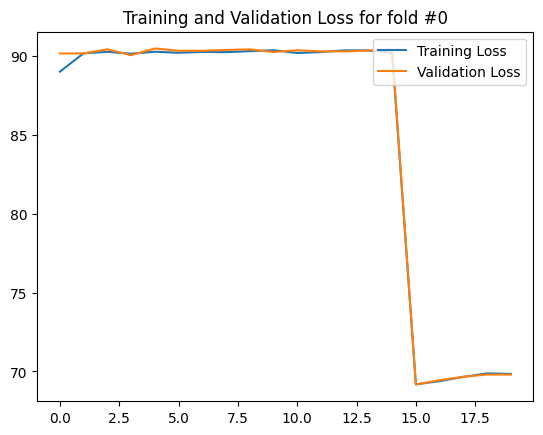 Training and Validation Loss for fold #0
Training Loss
Validation Loss
90
85
80
75
70
0.0 2.5 5.0 7.5 10.0 12.5 15.0 17.5